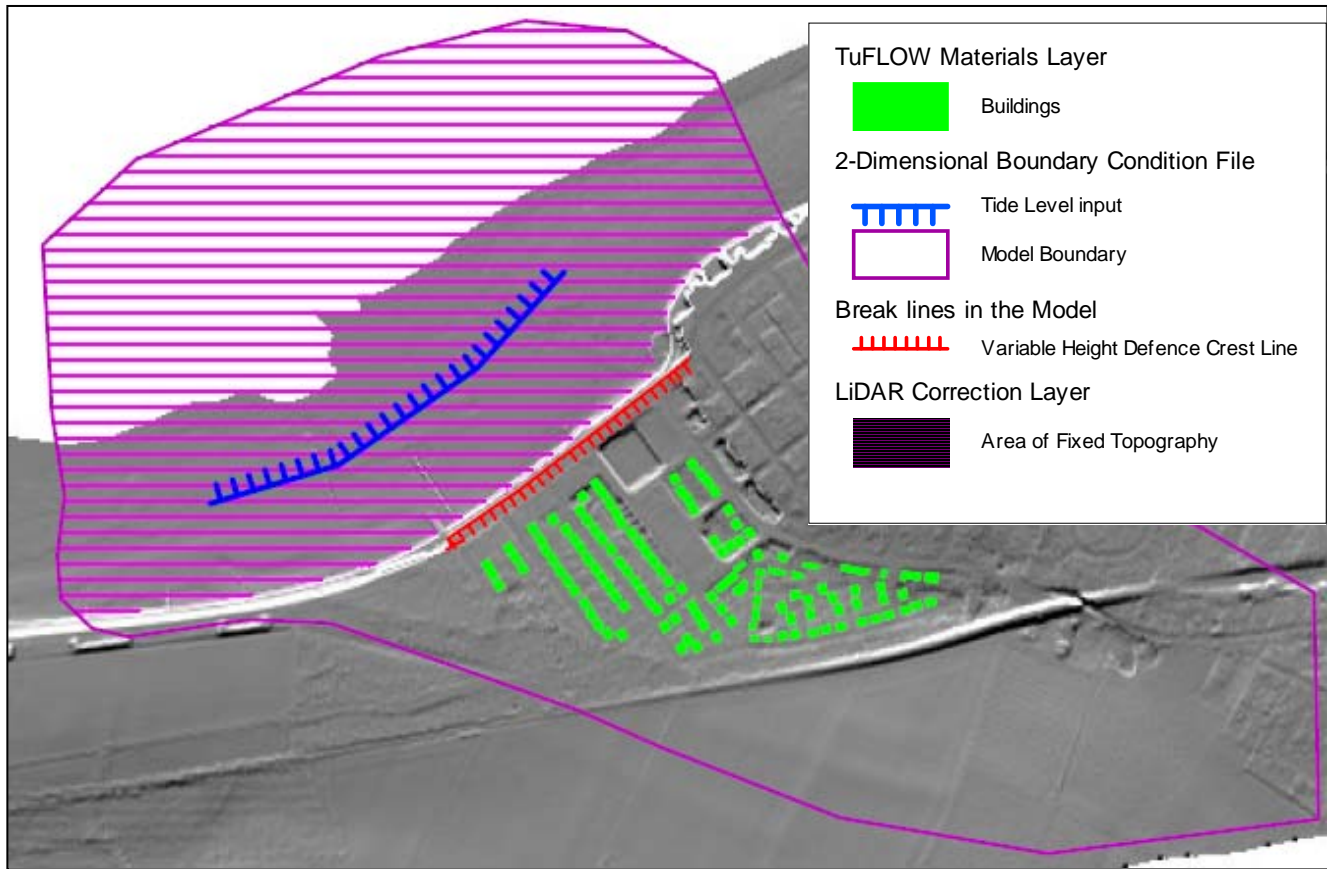 TuFLOW Materials Layer
Buildings
2-Dimensional Boundary Condition File
Tide Level input
Model Boundary
Break lines in the Model
Variable Height Defence Crest Line
LiDAR Correction Layer
Area of Fixed Topography